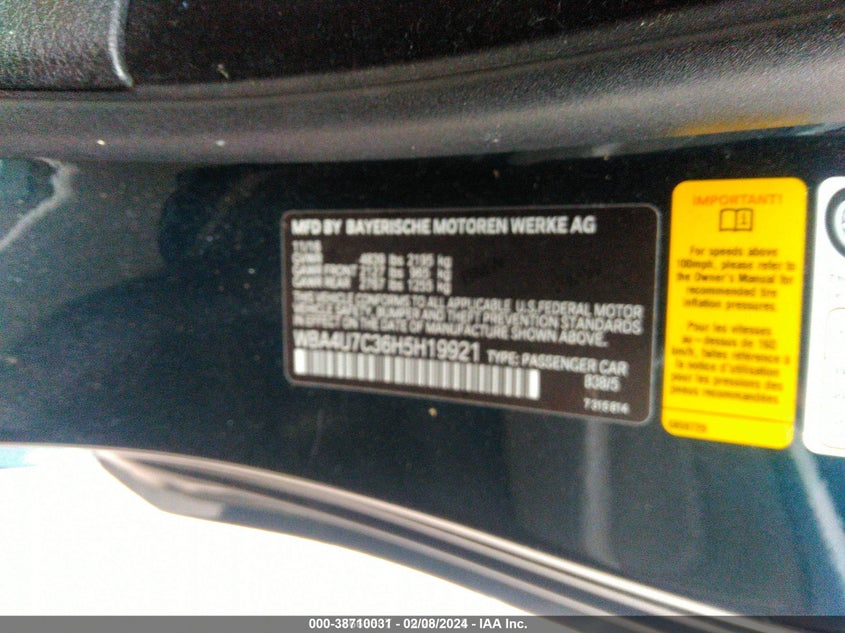 MFD BY BAYERISCHE MOTOREN WERKE AG
11/16
GVWR 4839 lbs 2195 kg
GAWR FRONT 2127 lbs 965 kg
GAWR REAR 2767 lbs 1255 kg
THIS VEHICLE CONFORMS TO ALL APPLICABLE U.S. FEDERAL MOTOR
VEHICLE SAFETY, BUMPER AND THEFT PREVENTION STANDARDS
IN EFFECT ON THE DATE OF MANUFACTURE SHOWN ABOVE.
WBA4U7C36H5H19921 TYPE: PASSENGER CAR
B38/5
7315814
IMPORTANT!
For speeds above
100mph, please refer to
the Owner's Manual for
recommended tire
inflation pressures.
Pour les vitesses
au-dessus de 160
km/h, faites référence à
la notice d'utilisation
pour les pressions des
pneus recommandées.
000-38710031 - 02/08/2024 - IAA Inc.